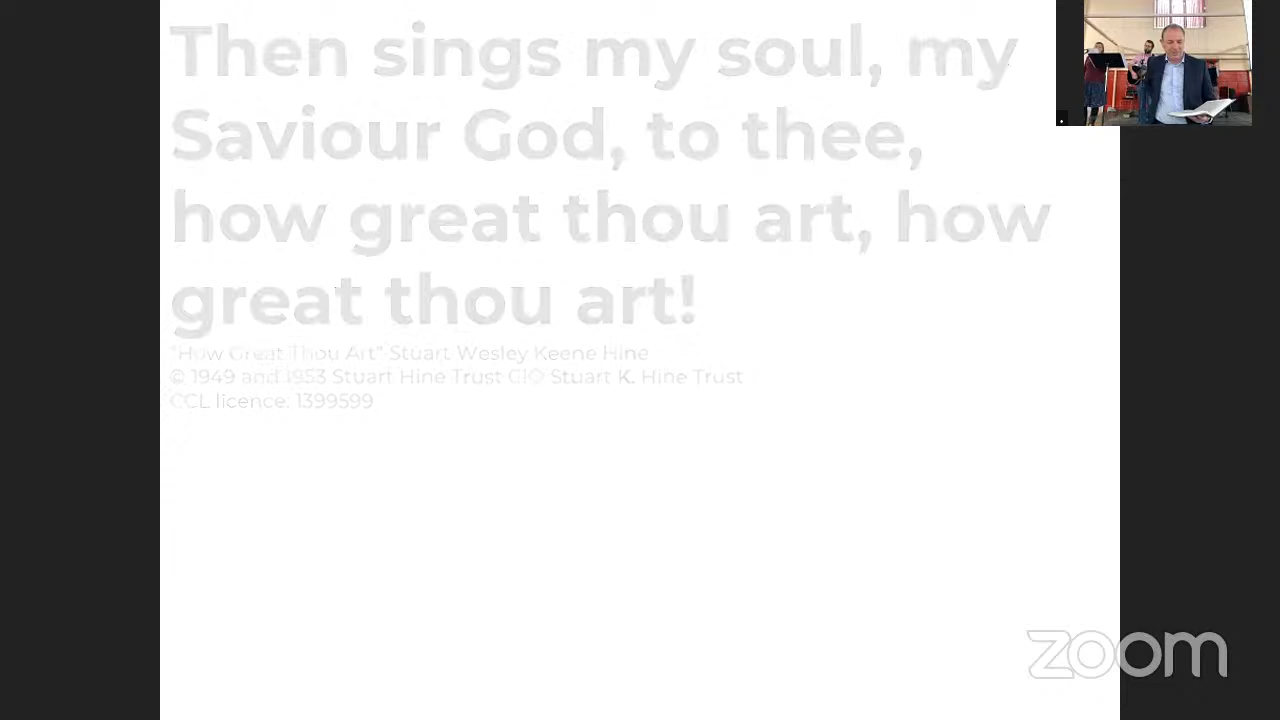 Then sings my soul, my
Saviour God, to thee,
how great thou art, how
great thou art!
"How Great Thou Art" Stuart Wesley Keene Hine
© 1949 and 1953 Stuart Hine Trust CIO Stuart K. Hine Trust
CCL licence. 1399599
zoom